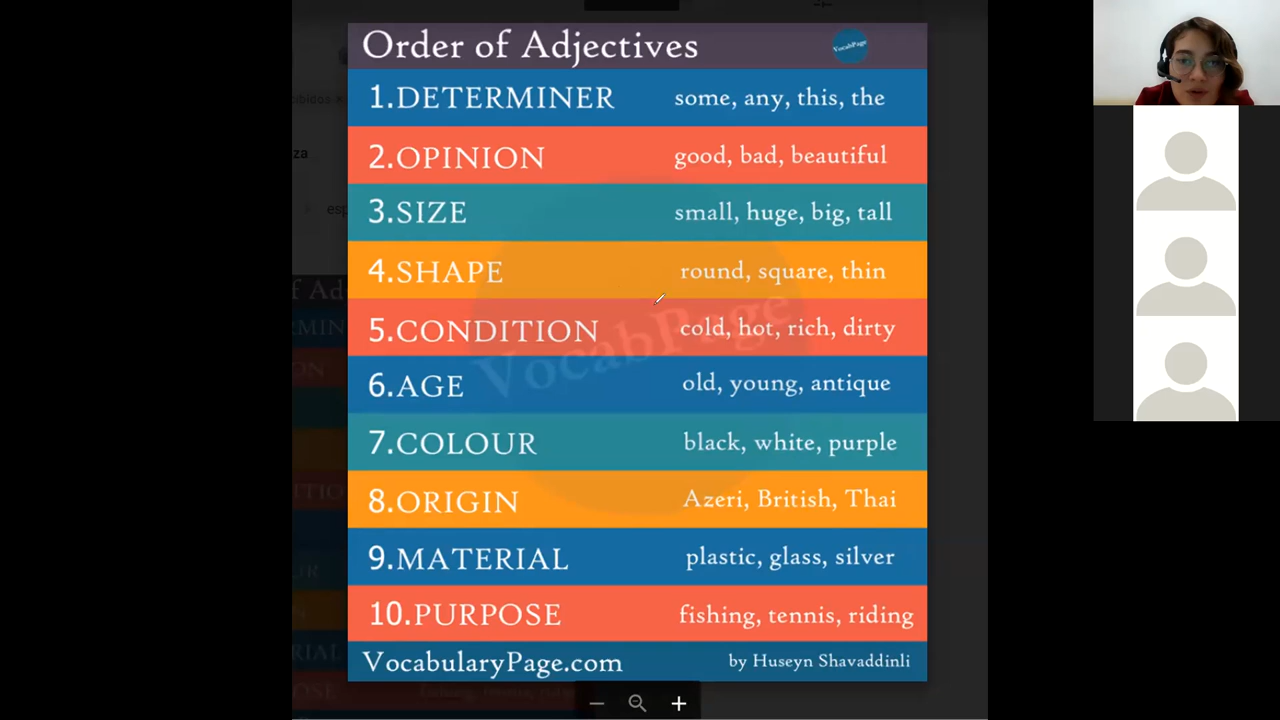 Order of Adjectives
VocabPage
1.DETERMINER some, any, this, the
2.OPINION good, bad, beautiful
3.SIZE small, huge, big, tall
4.SHAPE round, square, thin
5.CONDITION cold, hot, rich, dirty
6.AGE old, young, antique
7.COLOUR black, white, purple
8.ORIGIN Azeri, British, Thai
9.MATERIAL plastic, glass, silver
10.PURPOSE fishing, tennis, riding
VocabPage
VocabularyPage.com by Huseyn Shavaddinli